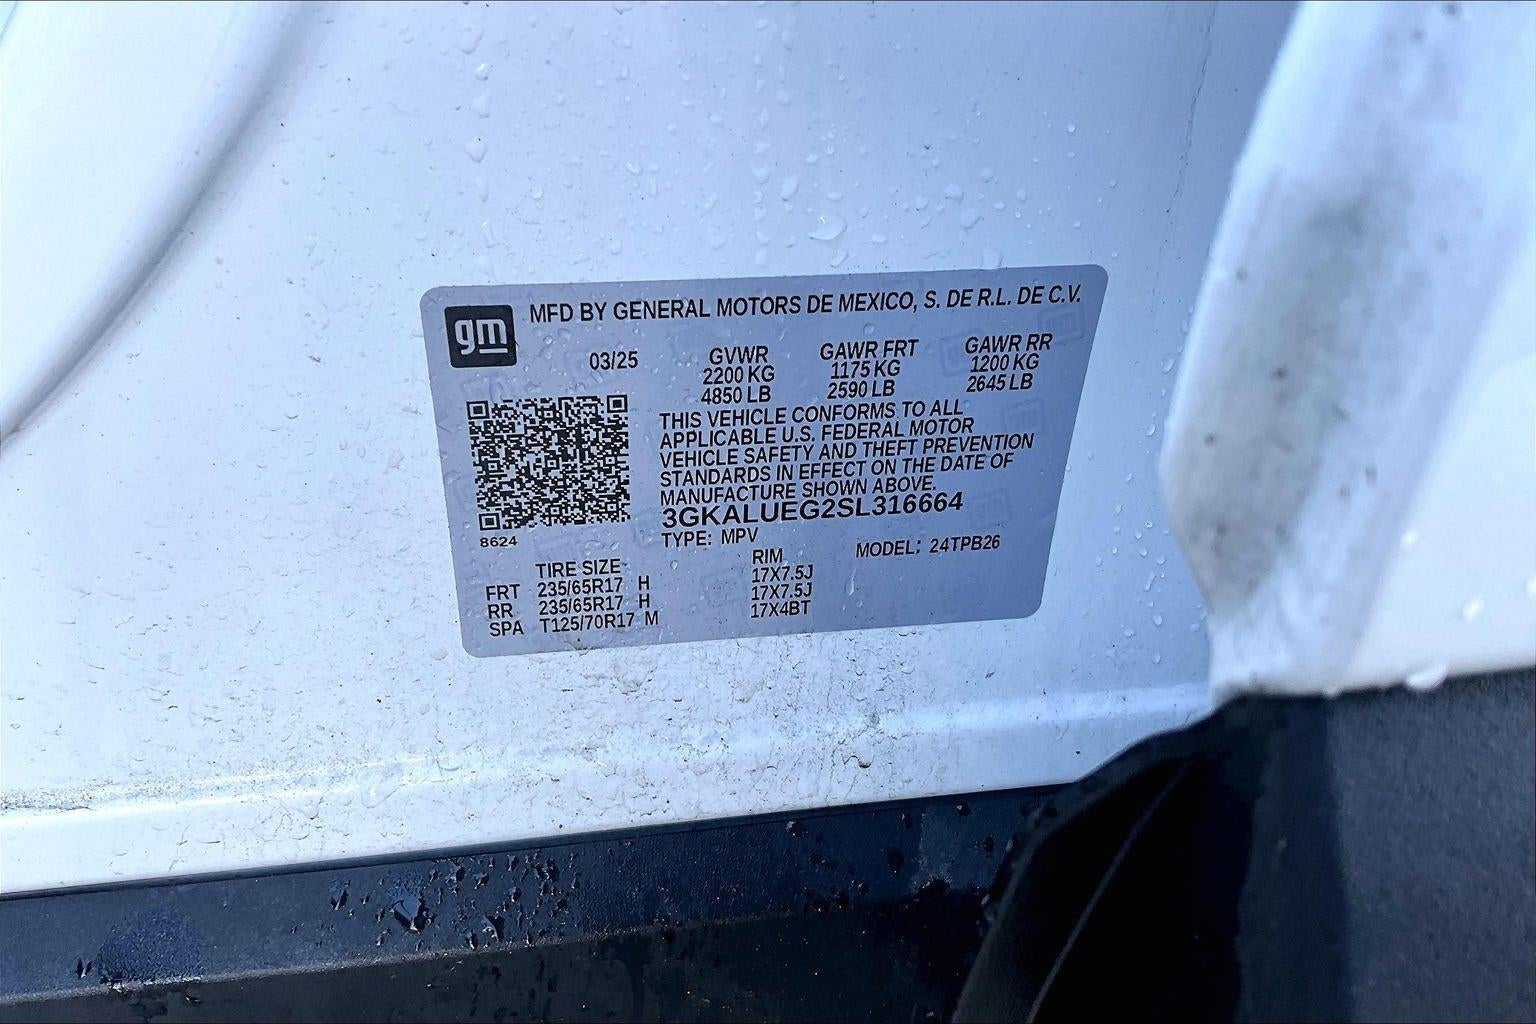 gm
MFD BY GENERAL MOTORS DE MEXICO, S. DE R.L. DE C.V.
03/25 GVWR GAWR FRT GAWR RR
2200 KG 1175 KG 1200 KG
4850 LB 2590 LB 2645 LB
THIS VEHICLE CONFORMS TO ALL
APPLICABLE U.S. FEDERAL MOTOR
VEHICLE SAFETY AND THEFT PREVENTION
STANDARDS IN EFFECT ON THE DATE OF
MANUFACTURE SHOWN ABOVE.
3GKALUEG2SL316664
8624
TYPE: MPV MODEL: 24TPB26
TIRE SIZE RIM
FRT 235/65R17 H 17X7.5J
RR 235/65R17 H 17X7.5J
SPA T125/70R17 M 17X4BT